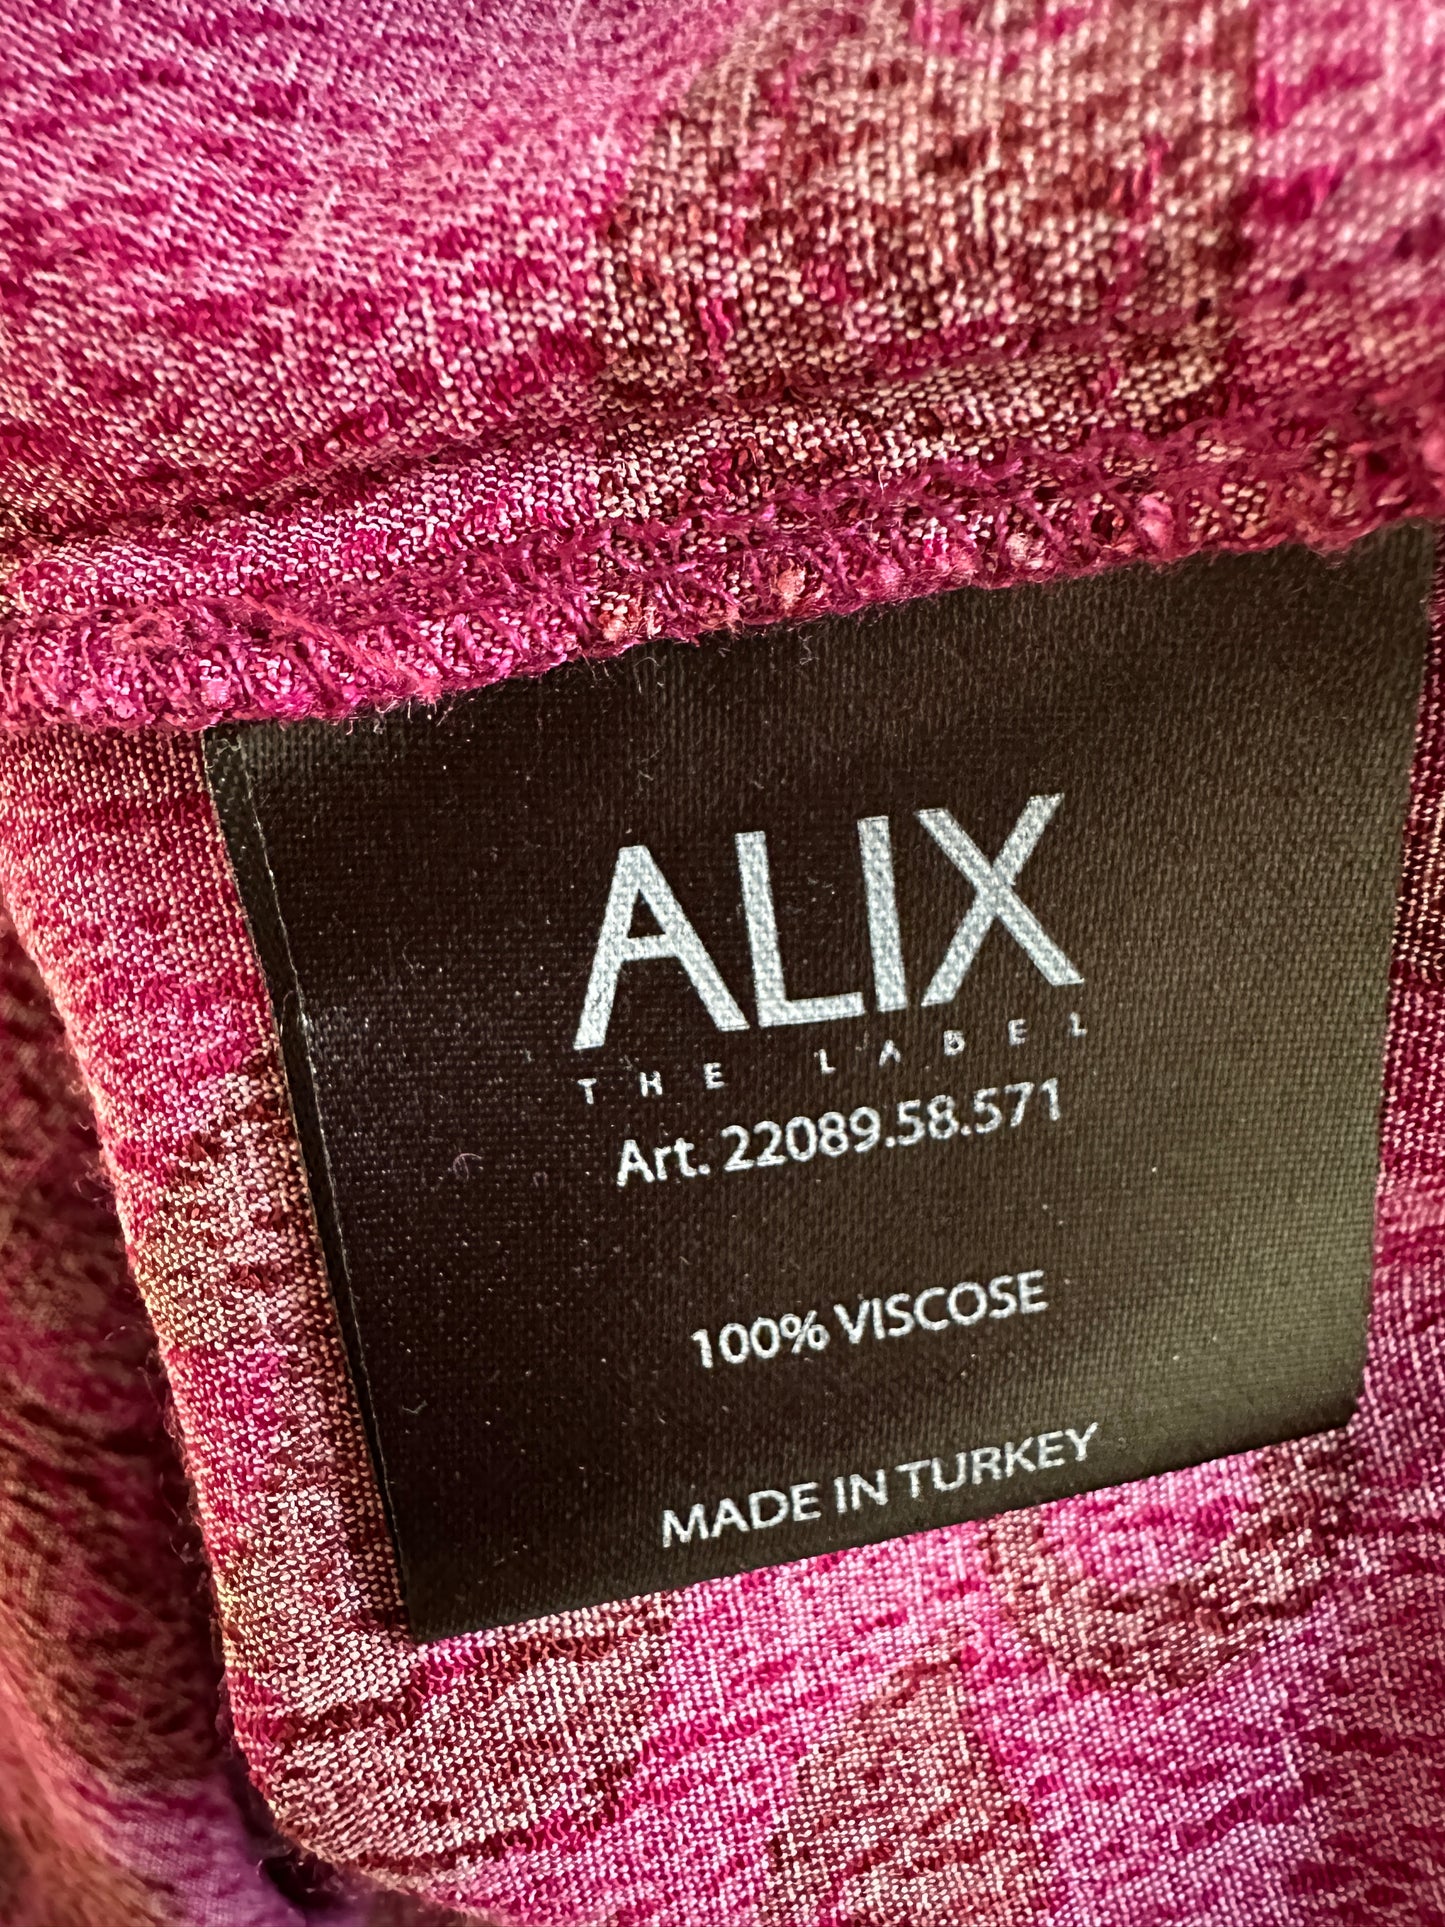 ALIX
THE LABEL
Art. 22089.58.571
100% VISCOSE
MADE IN TURKEY